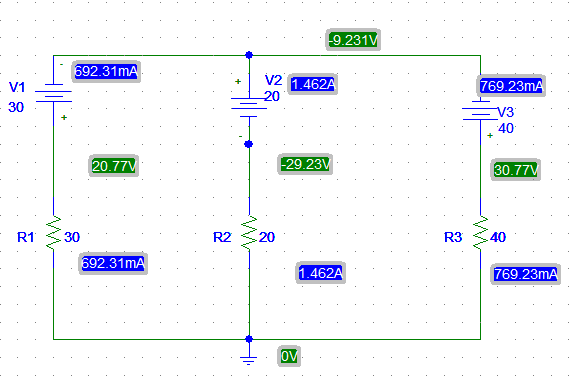 -9.231V
- 692.31mA
V1
30
+
+
V2
20
1.462A
-
769.23mA
V3
40
+
20.77V
-29.23V
30.77V
R1 30
R2 20
R3 40
692.31mA
1.462A
769.23mA
0V